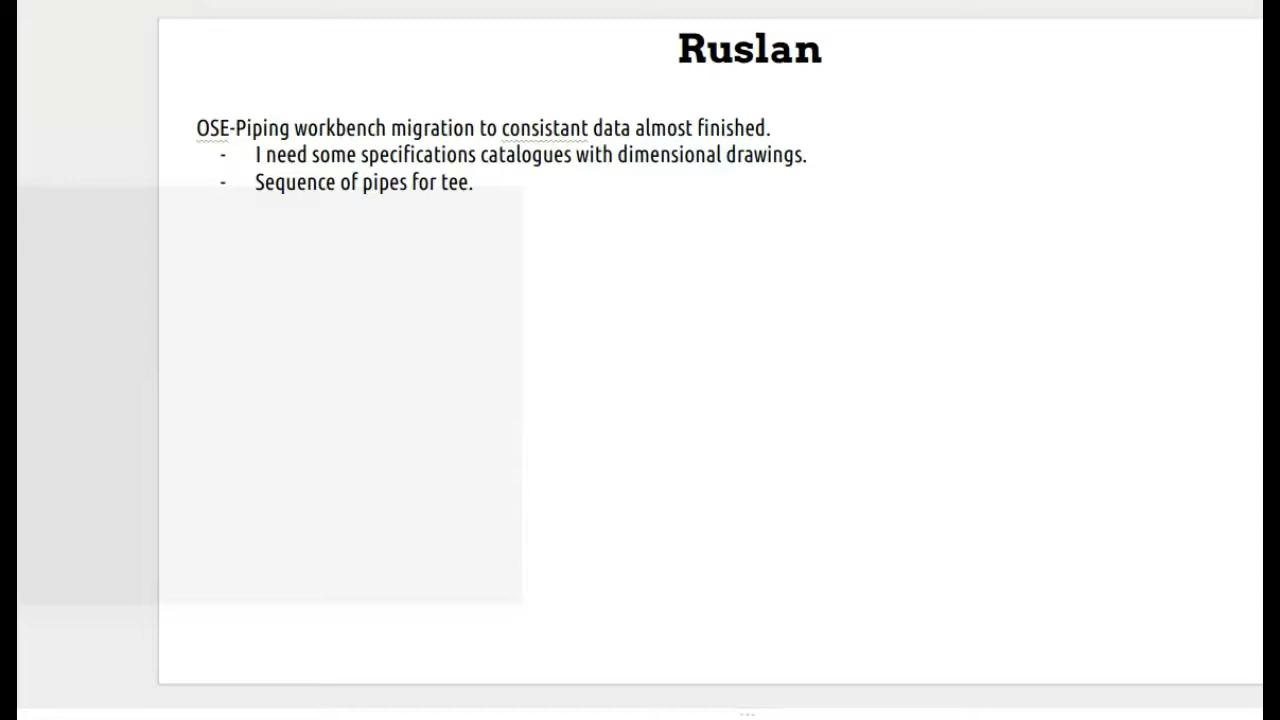 Ruslan
OSE-Piping workbench migration to consistant data almost finished.
- I need some specifications catalogues with dimensional drawings.
- Sequence of pipes for tee.